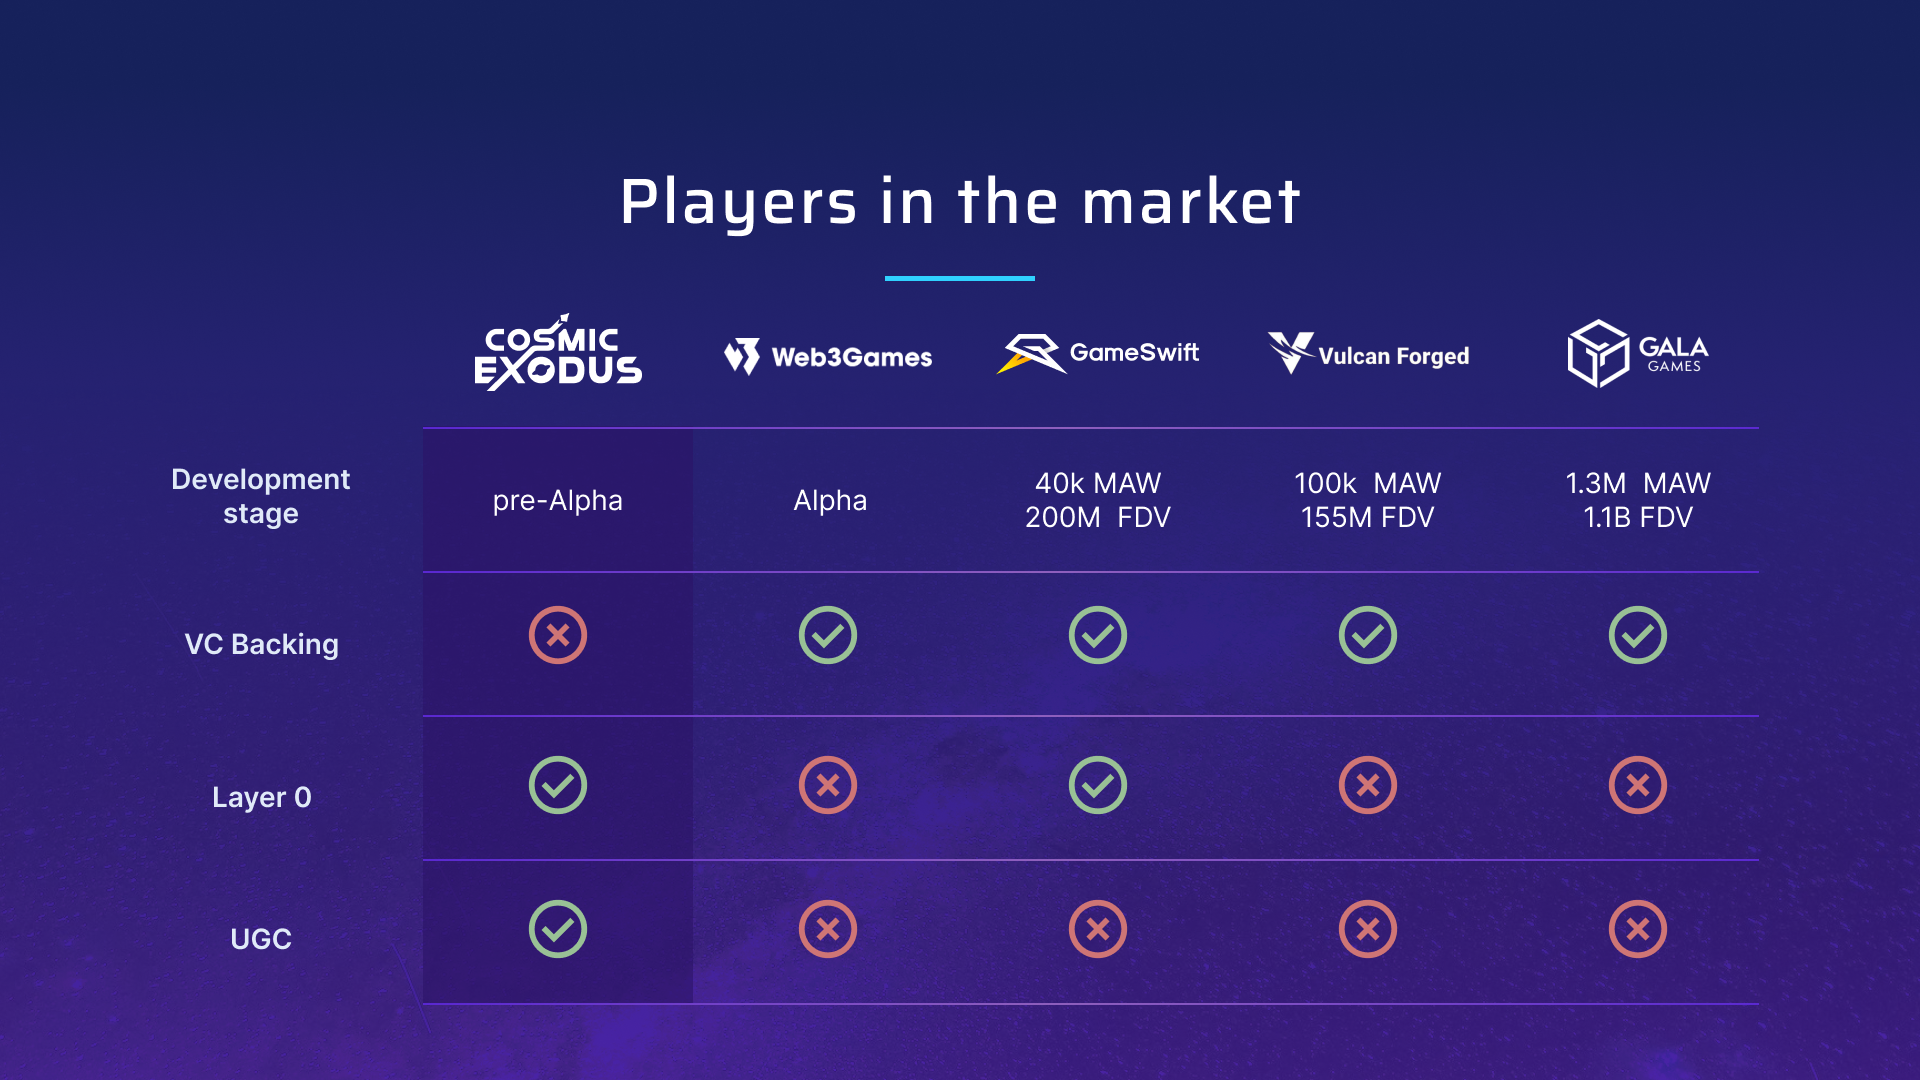 Players in the market
COSMIC
EXODUS
Web3Games
GameSwift
Vulcan Forged
GALA
GAMES
Development
stage
pre-Alpha
Alpha
40k MAW
200M FDV
100k MAW
155M FDV
1.3M MAW
1.1B FDV
VC Backing
Layer 0
UGC